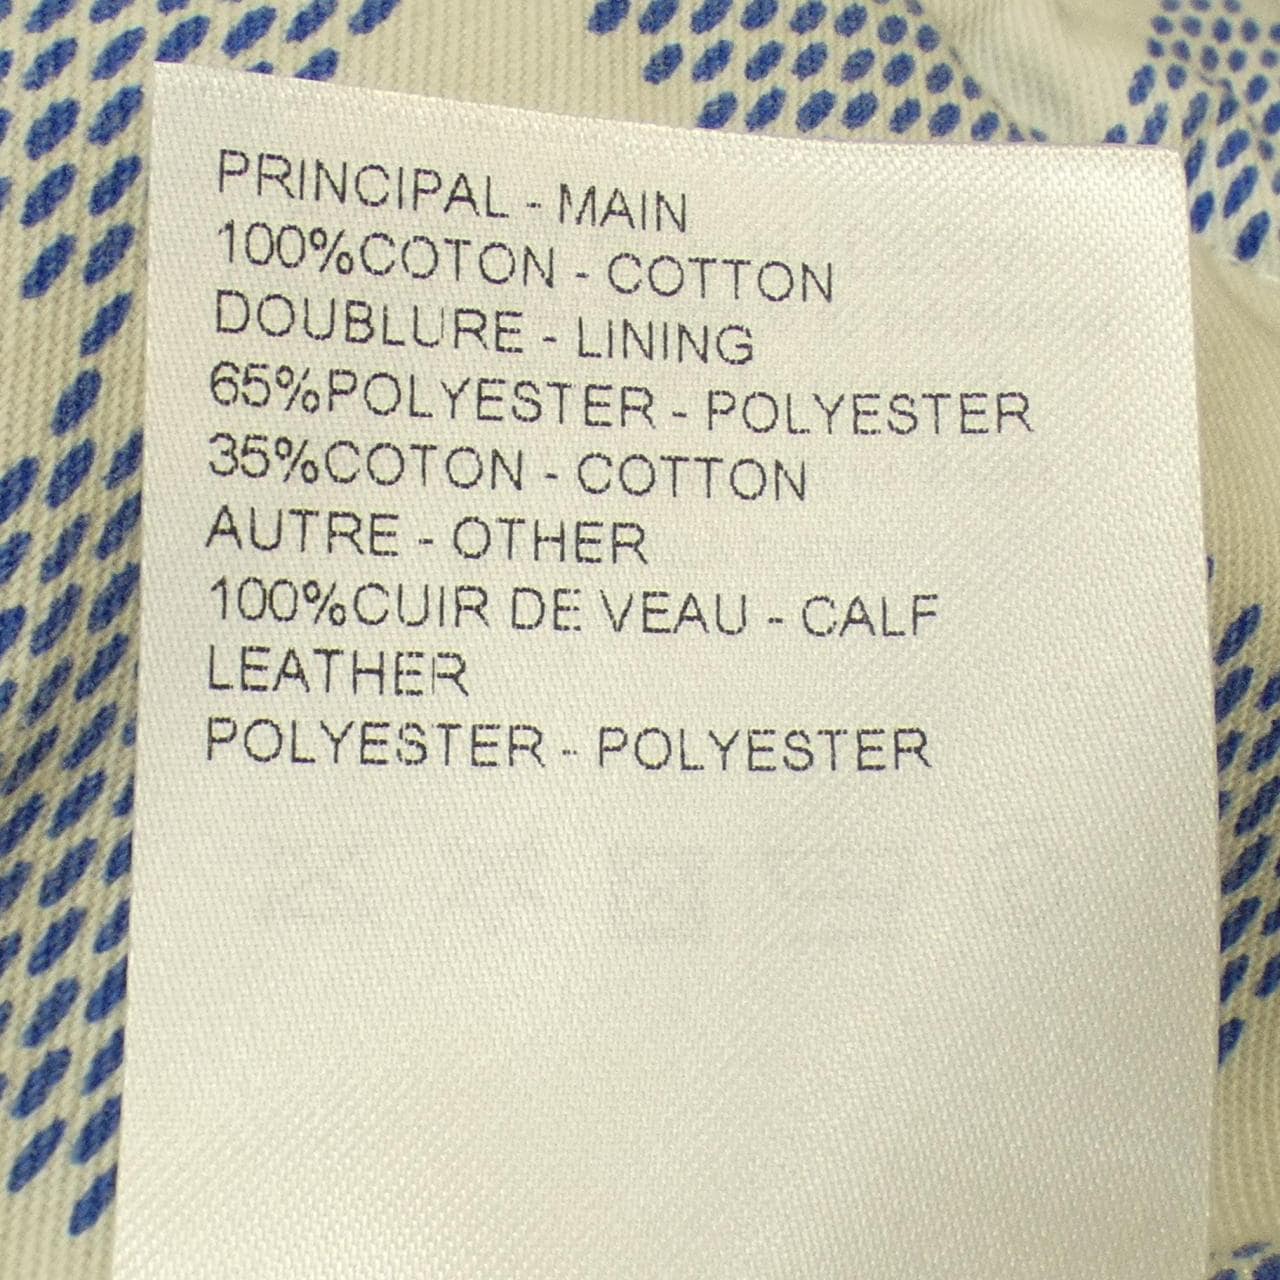 PRINCIPAL - MAIN
100%COTON - COTTON
DOUBLURE - LINING
65%POLYESTER - POLYESTER
35%COTON - COTTON
AUTRE - OTHER
100%CUIR DE VEAU - CALF
LEATHER
POLYESTER - POLYESTER